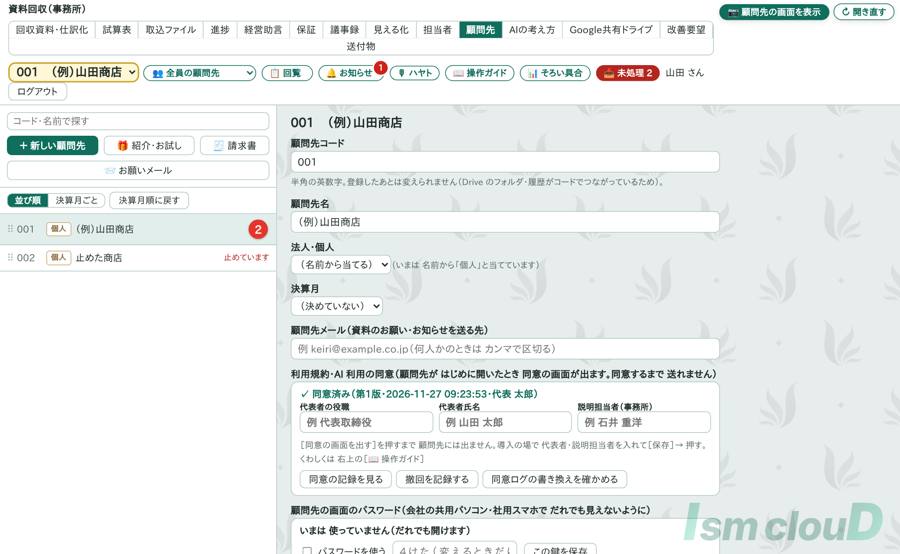 資料回収（事務所）
📷 顧問先の画面を表示
開き直す
回収資料・仕訳化 試算表 取込ファイル 進捗 経営助言 保証 議事録 見える化 担当者 顧問先 AIの考え方 Google共有ドライブ 改善要望
送付物
001 （例）山田商店 全員の顧問先 回覧 お知らせ 1 ハヤト 操作ガイド そろい具合 未処理 2 山田 さん
ログアウト
コード・名前で探す
＋ 新しい顧問先 紹介・お試し 請求書
お願いメール
並び順 決算月ごと 決算月順に戻す
001 個人 （例）山田商店 2
002 個人 止めた商店 止めています
001 （例）山田商店
顧問先コード
001
半角の英数字。登録したあとは変えられません（Drive のフォルダ・履歴がコードでつながっているため）。
顧問先名
（例）山田商店
法人・個人
（名前から当てる） （いまは 名前から「個人」と当てています）
決算月
（決めていない）
顧問先メール（資料のお願い・お知らせを送る先）
例 keiri@example.co.jp（何人かのときは カンマで区切る）
利用規約・AI 利用の同意（顧問先が はじめに開いたとき 同意の画面が出ます。同意するまで 送れません）
✓ 同意済み（第1版・2026-11-27 09:23:53・代表 太郎）
代表者の役職 代表者氏名 説明担当者（事務所）
例 代表取締役 例 山田 太郎 例 石井 重洋
［同意の画面を出す］を押すまで 顧問先には出ません。導入の場で 代表者・説明担当者を入れて［保存］→ 押す。
くわしくは 右上の［📖 操作ガイド］
同意の記録を見る 撤回を記録する 同意ログの書き換えを確かめる
顧問先の画面のパスワード（会社の共用パソコン・社用スマホで だれでも見えないように）
いまは 使っていません（だれでも開けます）
パスワードを使う 4けた（変えるときだけ この鍵を保存
Ism clouD